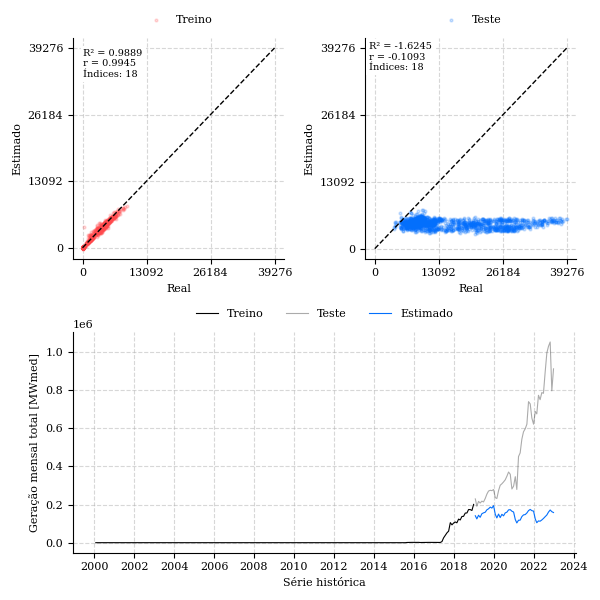 Treino
Teste
R² = 0.9889
r = 0.9945
Índices: 18
R² = -1.6245
r = -0.1093
Índices: 18
39276
26184
13092
0
Estimado
0 13092 26184 39276
Real
39276
26184
13092
0
Estimado
0 13092 26184 39276
Real
Treino Teste Estimado
1e6
1.0
0.8
0.6
0.4
0.2
0.0
Geração mensal total [MWmed]
2000 2002 2004 2006 2008 2010 2012 2014 2016 2018 2020 2022 2024
Série histórica